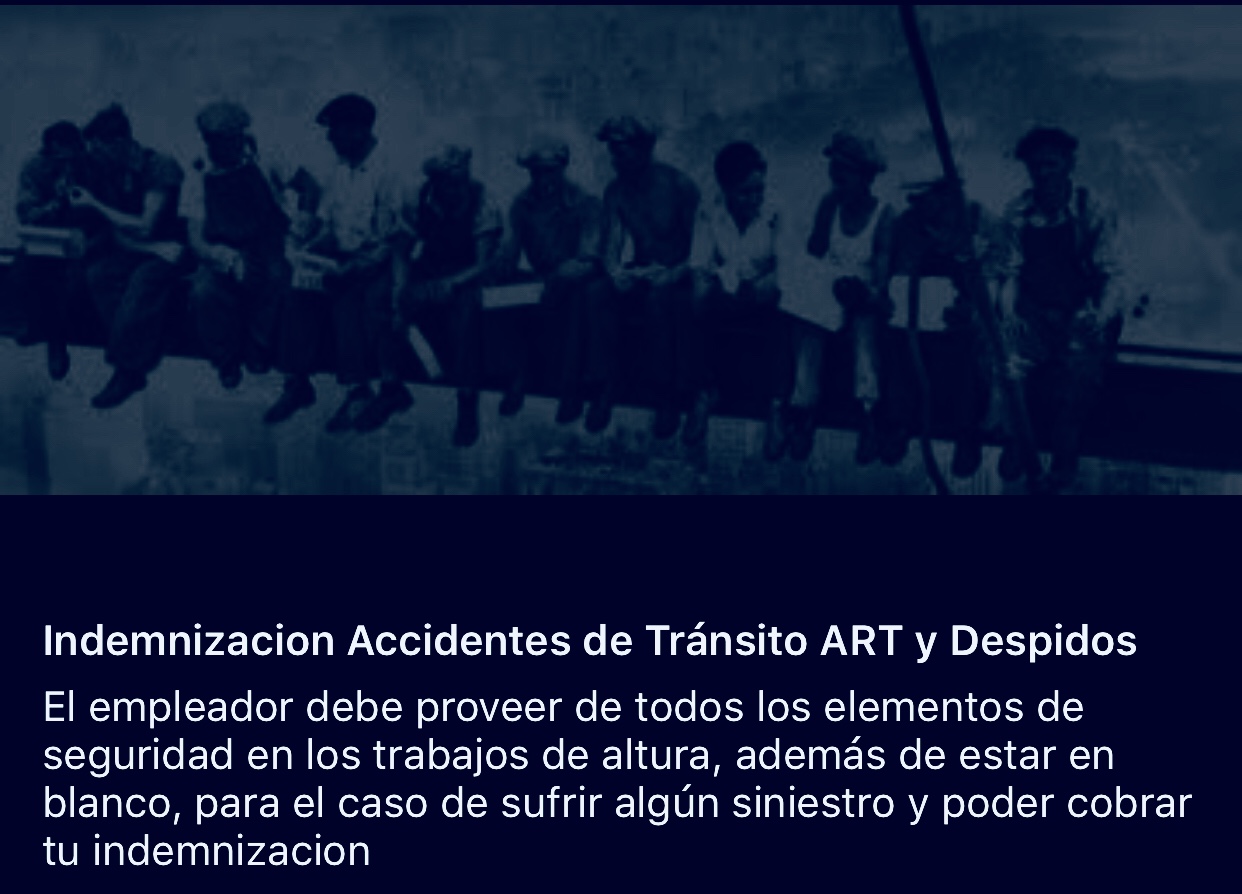 Indemnizacion Accidentes de Tránsito ART y Despidos
El empleador debe proveer de todos los elementos de
seguridad en los trabajos de altura, además de estar en
blanco, para el caso de sufrir algún siniestro y poder cobrar
tu indemnizacion